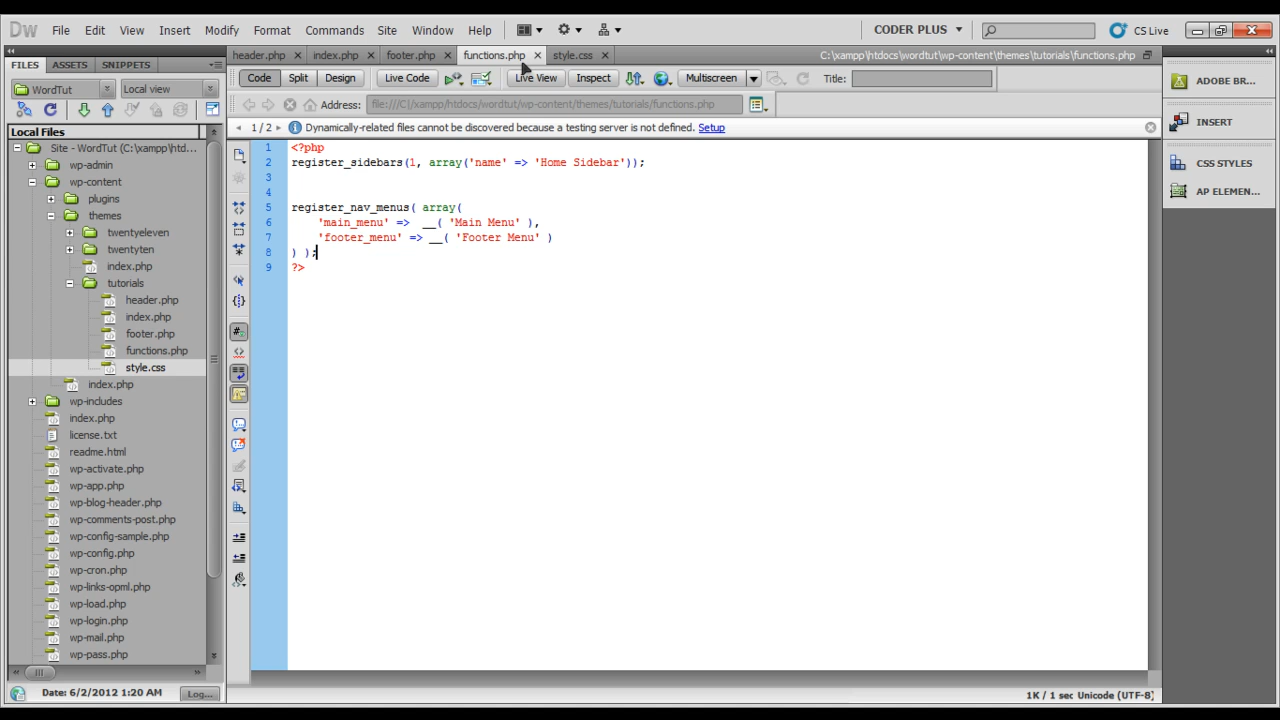 Dw File Edit View Insert Modify Format Commands Site Window Help CODER PLUS CS Live
FILES ASSETS SNIPPETS
header.php index.php footer.php functions.php style.css C:\xampp\htdocs\wordtut\wp-content\themes\tutorials\functions.php
WordTut Local view
Code Split Design Live Code Live View Inspect Multiscreen Title:
Address: file:///C|/xampp/htdocs/wordtut/wp-content/themes/tutorials/functions.php
1 / 2 Dynamically-related files cannot be discovered because a testing server is not defined. Setup
Local Files
Site - WordTut (C:\xampp\htd...
wp-admin
wp-content
plugins
themes
twentyeleven
twentyten
index.php
tutorials
header.php
index.php
footer.php
functions.php
style.css
index.php
wp-includes
index.php
license.txt
readme.html
wp-activate.php
wp-app.php
wp-blog-header.php
wp-comments-post.php
wp-config-sample.php
wp-config.php
wp-cron.php
wp-links-opml.php
wp-load.php
wp-login.php
wp-mail.php
wp-pass.php
Date: 6/2/2012 1:20 AM Log...
1 <?php
2 register_sidebars(1, array('name' => 'Home Sidebar'));
3
4
5 register_nav_menus( array(
6 'main_menu' => __( 'Main Menu' ),
7 'footer_menu' => __( 'Footer Menu' )
8 ) );
9 ?>
ADOBE BR...
INSERT
CSS STYLES
AP ELEMEN...
1K / 1 sec Unicode (UTF-8)